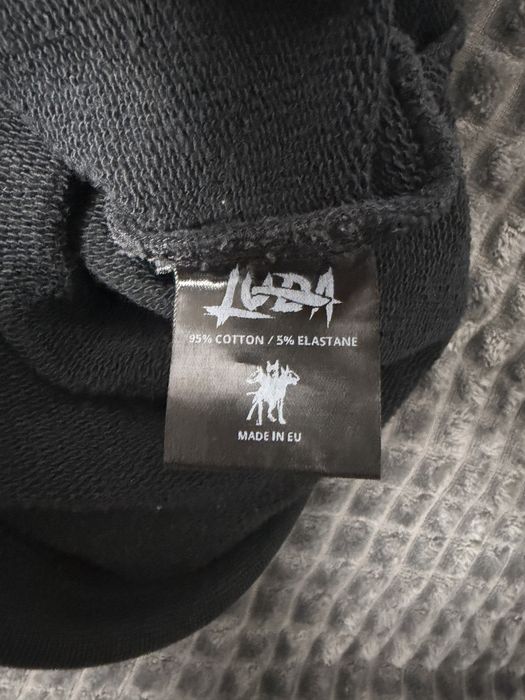 95% COTTON / 5% ELASTANE
MADE IN EU